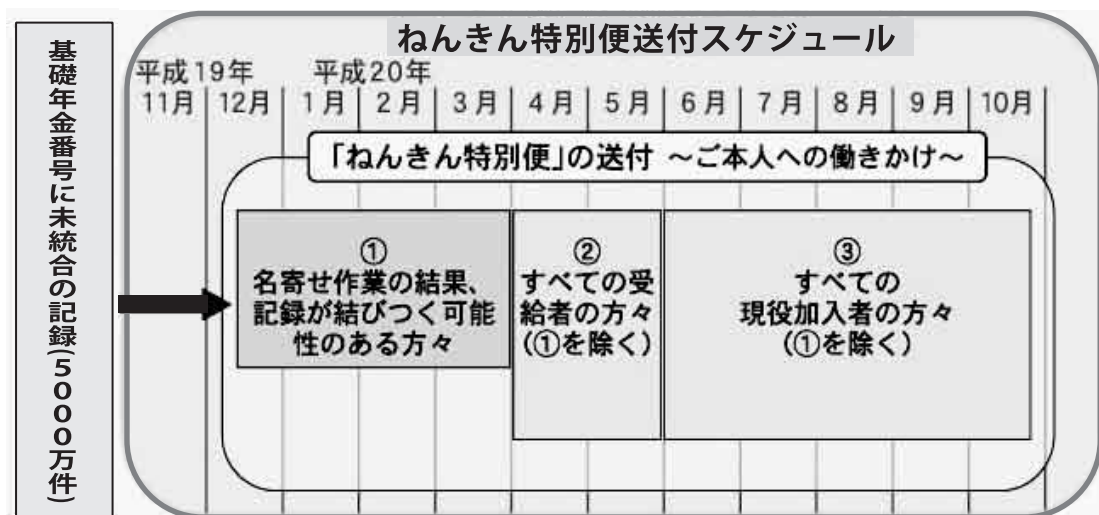 基礎年金番号に未統合の記録(5000万件)
ねんきん特別便送付スケジュール
平成19年 平成20年
11月 12月 1月 2月 3月 4月 5月 6月 7月 8月 9月 10月
「ねんきん特別便」の送付 ～ご本人への働きかけ～
①
名寄せ作業の結果、
記録が結びつく可能
性のある方々
②
すべての受
給者の方々
(①を除く)
③
すべての
現役加入者の方々
(①を除く)